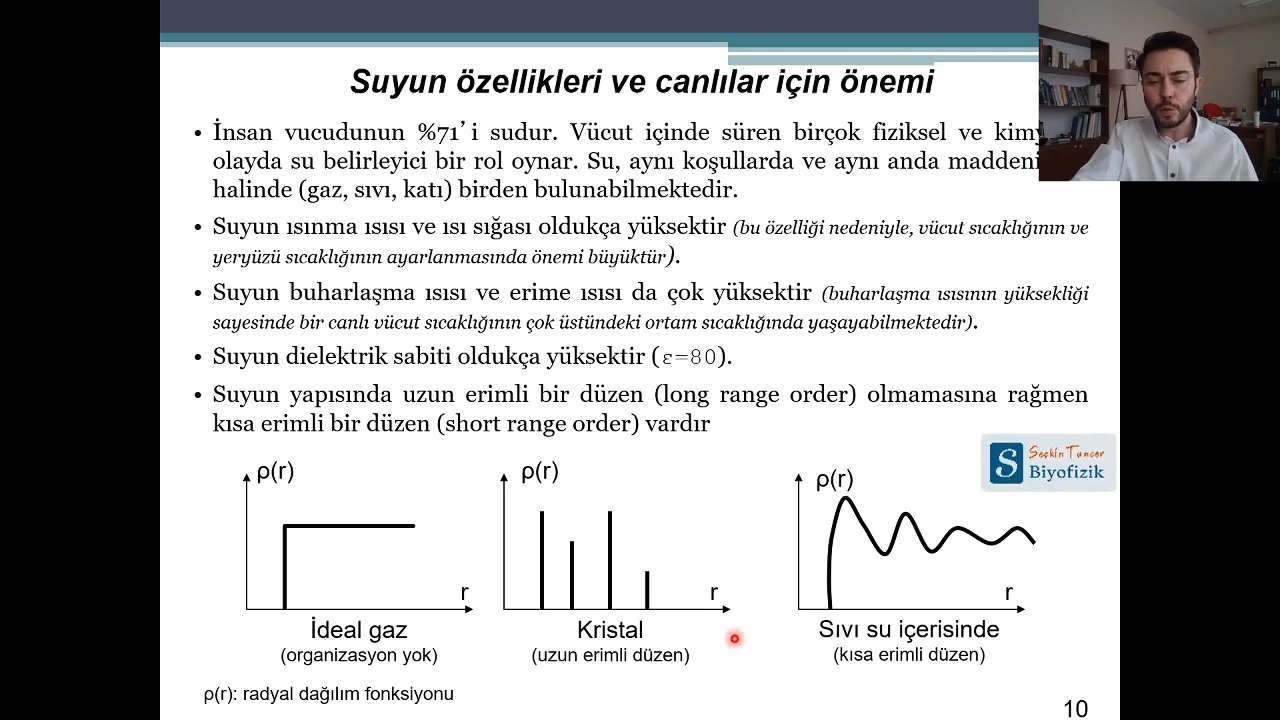 Suyun özellikleri ve canlılar için önemi
• İnsan vucudunun %71’ i sudur. Vücut içinde süren birçok fiziksel ve
olayda su belirleyici bir rol oynar. Su, aynı koşullarda ve aynı anda
halinde (gaz, sıvı, katı) birden bulunabilmektedir.
• Suyun ısınma ısısı ve ısı sığası oldukça yüksektir (bu özelliği nedeniyle, vücut sıcaklığının ve
yeryüzü sıcaklığının ayarlanmasında önemi büyüktür).
• Suyun buharlaşma ısısı ve erime ısısı da çok yüksektir (buharlaşma ısısının yüksekliği
sayesinde bir canlı vücut sıcaklığının çok üstündeki ortam sıcaklığında yaşayabilmektedir).
• Suyun dielektrik sabiti oldukça yüksektir (ε=80).
• Suyun yapısında uzun erimli bir düzen (long range order) olmamasına rağmen
kısa erimli bir düzen (short range order) vardır
S Seçkin Tuncer
Biyofizik
ρ(r) ρ(r) ρ(r)
r r r
İdeal gaz Kristal Sıvı su içerisinde
(organizasyon yok) (uzun erimli düzen) (kısa erimli düzen)
ρ(r): radyal dağılım fonksiyonu
10